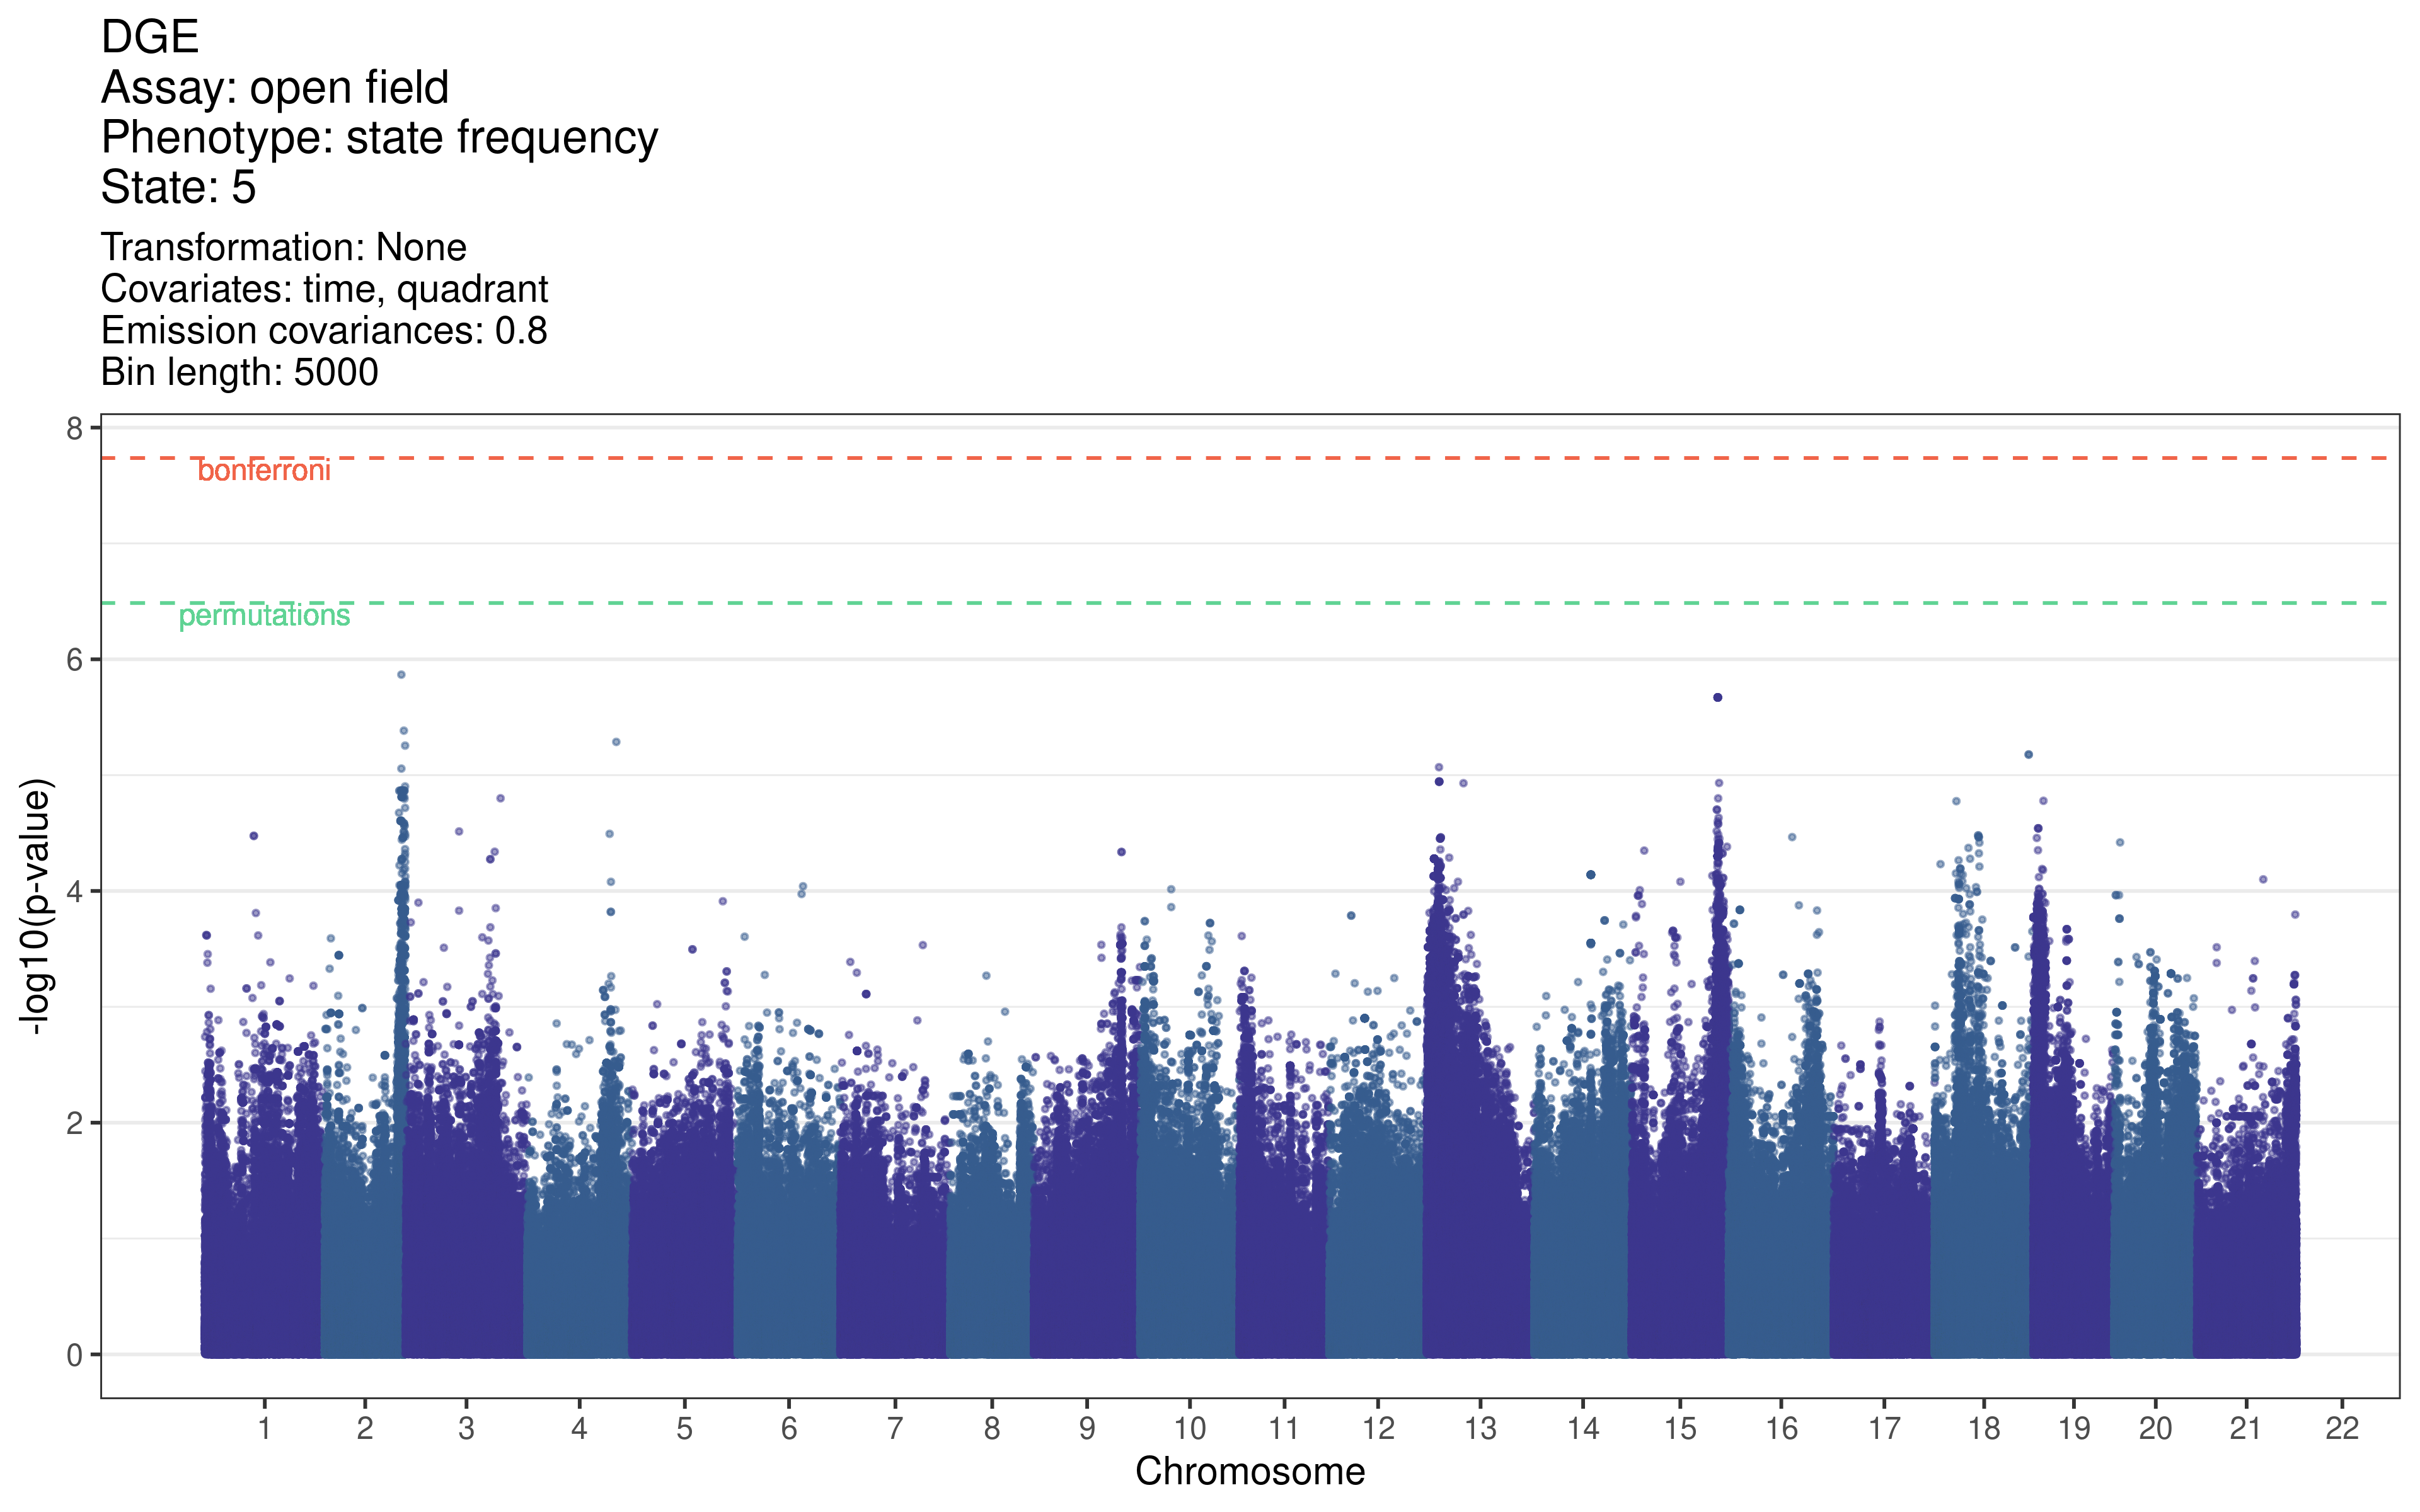 DGE
Assay: open field
Phenotype: state frequency
State: 5
Transformation: None
Covariates: time, quadrant
Emission covariances: 0.8
Bin length: 5000
8
bonferroni
permutations
6
4
2
0
-log10(p-value)
1 2 3 4 5 6 7 8 9 10 11 12 13 14 15 16 17 18 19 20 21 22
Chromosome